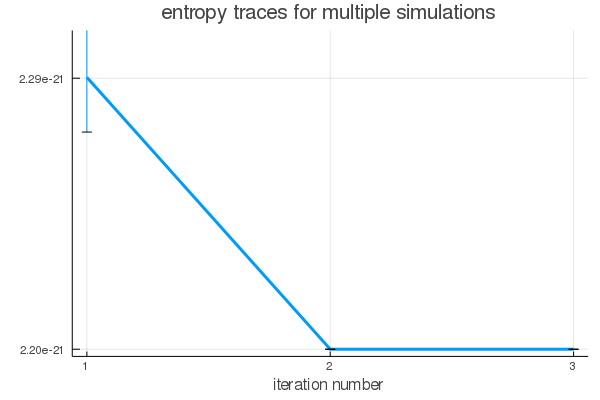 entropy traces for multiple simulations
2.29e-21
2.20e-21
1 2 3
iteration number